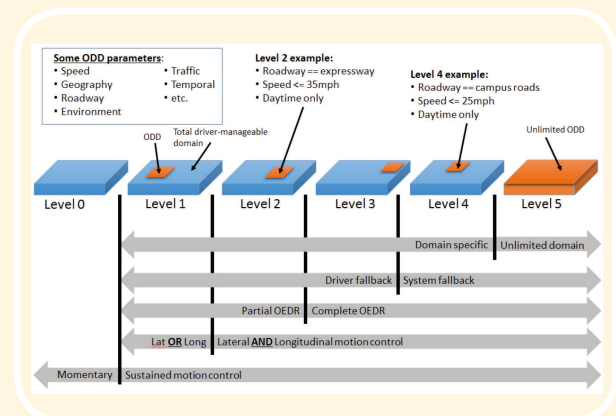 Some ODD parameters:
• Speed
• Geography
• Roadway
• Environment
• Traffic
• Temporal
• etc.
Level 2 example:
• Roadway == expressway
• Speed <= 35mph
• Daytime only
Level 4 example:
• Roadway == campus roads
• Speed <= 25mph
• Daytime only
ODD
Total driver-manageable
domain
Unlimited ODD
Level 0
Level 1
Level 2
Level 3
Level 4
Level 5
Domain specific
Unlimited domain
Driver fallback
System fallback
Partial OEDR
Complete OEDR
Lat OR Long
Lateral AND Longitudinal motion control
Momentary
Sustained motion control